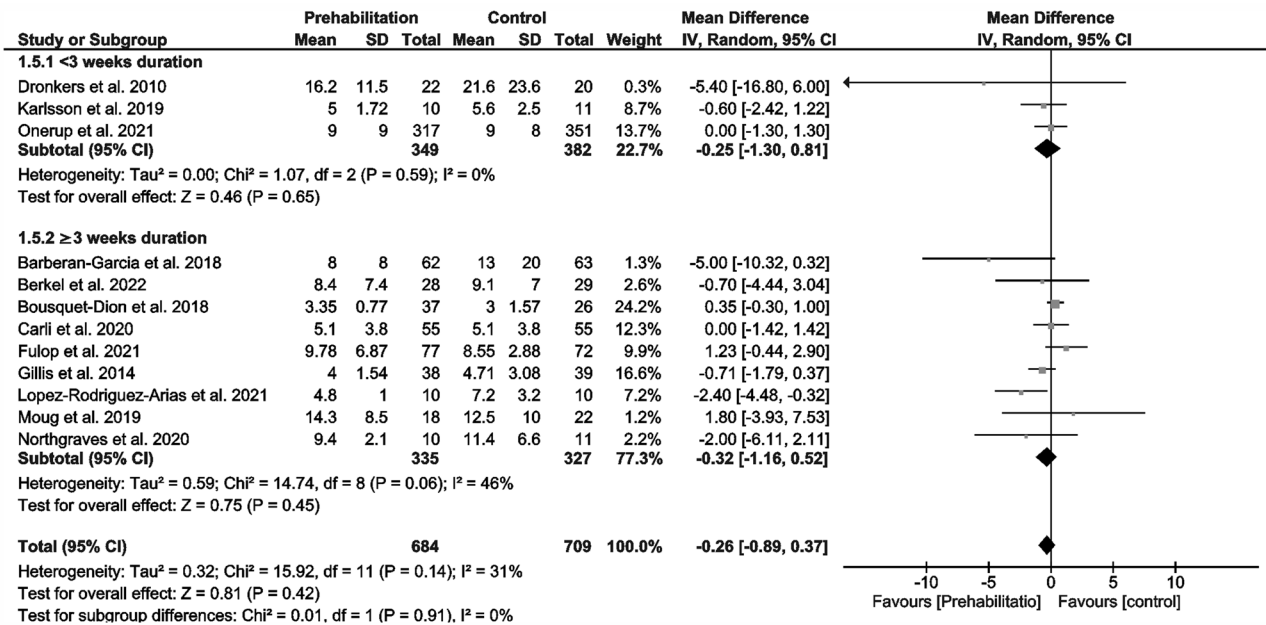 Prehabilitation Control Mean Difference Mean Difference
Study or Subgroup Mean SD Total Mean SD Total Weight IV, Random, 95% CI IV, Random, 95% CI
1.5.1 <3 weeks duration
Dronkers et al. 2010 16.2 11.5 22 21.6 23.6 20 0.3% -5.40 [-16.80, 6.00]
Karlsson et al. 2019 5 1.72 10 5.6 2.5 11 8.7% -0.60 [-2.42, 1.22]
Onerup et al. 2021 9 9 317 9 8 351 13.7% 0.00 [-1.30, 1.30]
Subtotal (95% CI) 349 382 22.7% -0.25 [-1.30, 0.81]
Heterogeneity: Tau² = 0.00; Chi² = 1.07, df = 2 (P = 0.59); I² = 0%
Test for overall effect: Z = 0.46 (P = 0.65)
1.5.2 ≥3 weeks duration
Barberan-Garcia et al. 2018 8 8 62 13 20 63 1.3% -5.00 [-10.32, 0.32]
Berkel et al. 2022 8.4 7.4 28 9.1 7 29 2.6% -0.70 [-4.44, 3.04]
Bousquet-Dion et al. 2018 3.35 0.77 37 3 1.57 26 24.2% 0.35 [-0.30, 1.00]
Carli et al. 2020 5.1 3.8 55 5.1 3.8 55 12.3% 0.00 [-1.42, 1.42]
Fulop et al. 2021 9.78 6.87 77 8.55 2.88 72 9.9% 1.23 [-0.44, 2.90]
Gillis et al. 2014 4 1.54 38 4.71 3.08 39 16.6% -0.71 [-1.79, 0.37]
Lopez-Rodriguez-Arias et al. 2021 4.8 1 10 7.2 3.2 10 7.2% -2.40 [-4.48, -0.32]
Moug et al. 2019 14.3 8.5 18 12.5 10 22 1.2% 1.80 [-3.93, 7.53]
Northgraves et al. 2020 9.4 2.1 10 11.4 6.6 11 2.2% -2.00 [-6.11, 2.11]
Subtotal (95% CI) 335 327 77.3% -0.32 [-1.16, 0.52]
Heterogeneity: Tau² = 0.59; Chi² = 14.74, df = 8 (P = 0.06); I² = 46%
Test for overall effect: Z = 0.75 (P = 0.45)
Total (95% CI) 684 709 100.0% -0.26 [-0.89, 0.37]
Heterogeneity: Tau² = 0.32; Chi² = 15.92, df = 11 (P = 0.14); I² = 31%
Test for overall effect: Z = 0.81 (P = 0.42)
Test for subgroup differences: Chi² = 0.01, df = 1 (P = 0.91), I² = 0%
-10 -5 0 5 10
Favours [Prehabilitatio] Favours [control]